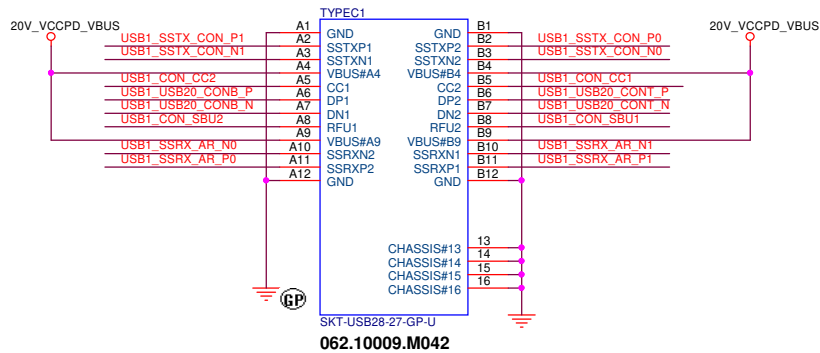 TYPEC1
20V_VCCPD_VBUS
20V_VCCPD_VBUS
A1 GND GND B1
USB1_SSTX_CON_P1 A2 SSTXP1 SSTXP2 B2 USB1_SSTX_CON_P0
USB1_SSTX_CON_N1 A3 SSTXN1 SSTXN2 B3 USB1_SSTX_CON_N0
A4 VBUS#A4 VBUS#B4 B4
USB1_CON_CC2 A5 CC1 CC2 B5 USB1_CON_CC1
USB1_USB20_CONB_P A6 DP1 DP2 B6 USB1_USB20_CONT_P
USB1_USB20_CONB_N A7 DN1 DN2 B7 USB1_USB20_CONT_N
USB1_CON_SBU2 A8 RFU1 RFU2 B8 USB1_CON_SBU1
A9 VBUS#A9 VBUS#B9 B9
USB1_SSRX_AR_N0 A10 SSRXN2 SSRXN1 B10 USB1_SSRX_AR_N1
USB1_SSRX_AR_P0 A11 SSRXP2 SSRXP1 B11 USB1_SSRX_AR_P1
A12 GND GND B12
CHASSIS#13 13
CHASSIS#14 14
CHASSIS#15 15
CHASSIS#16 16
GP
SKT-USB28-27-GP-U
062.10009.M042